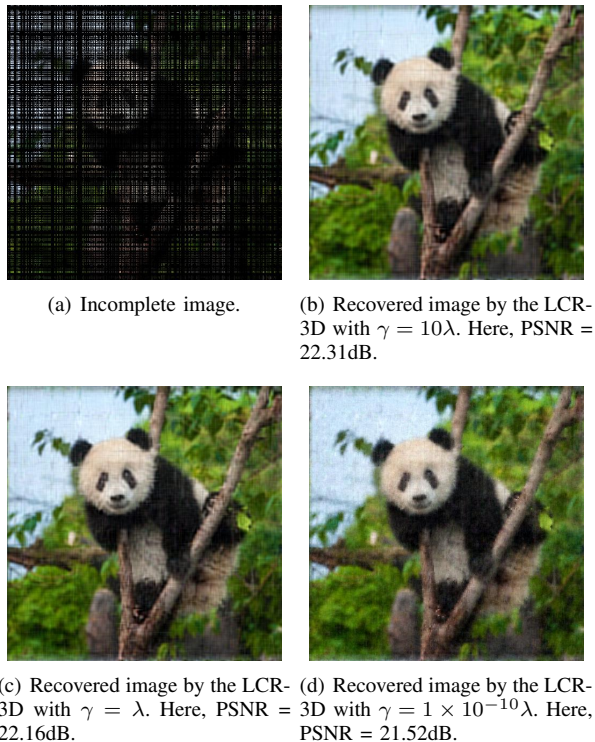 (a) Incomplete image.
(b) Recovered image by the LCR-
3D with γ = 10λ. Here, PSNR =
22.31dB.
(c) Recovered image by the LCR-
3D with γ = λ. Here, PSNR =
22.16dB.
(d) Recovered image by the LCR-
3D with γ = 1 × 10⁻¹⁰λ. Here,
PSNR = 21.52dB.